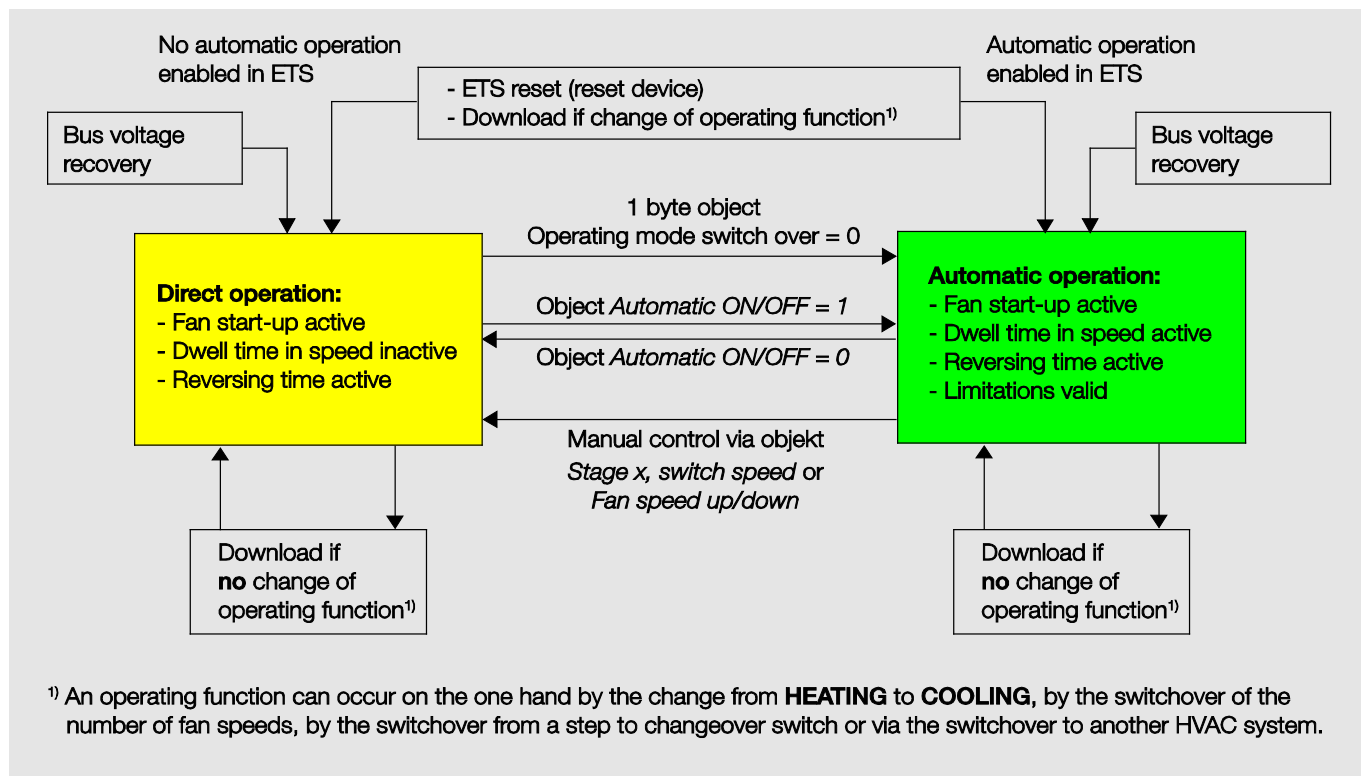 No automatic operation
enabled in ETS
Automatic operation
enabled in ETS
- ETS reset (reset device)
- Download if change of operating function¹⁾
Bus voltage
recovery
Bus voltage
recovery
1 byte object
Operating mode switch over = 0
Direct operation:
- Fan start-up active
- Dwell time in speed inactive
- Reversing time active
Object Automatic ON/OFF = 1
Object Automatic ON/OFF = 0
Automatic operation:
- Fan start-up active
- Dwell time in speed active
- Reversing time active
- Limitations valid
Manual control via objekt
Stage x, switch speed or
Fan speed up/down
Download if
no change of
operating function¹⁾
Download if
no change of
operating function¹⁾
¹⁾ An operating function can occur on the one hand by the change from HEATING to COOLING, by the switchover of the
number of fan speeds, by the switchover from a step to changeover switch or via the switchover to another HVAC system.